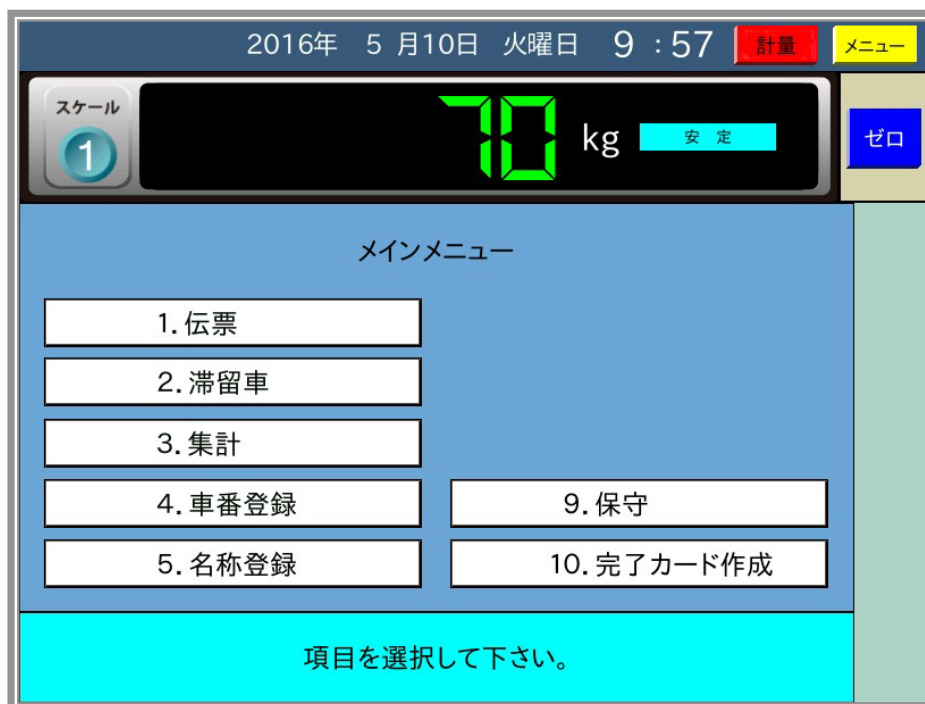 2016年 5月10日 火曜日 9:57 計量 メニュー
スケール
1
70 kg 安定
ゼロ
メインメニュー
1.伝票
2.滞留車
3.集計
4.車番登録
9.保守
5.名称登録
10.完了カード作成
項目を選択して下さい。